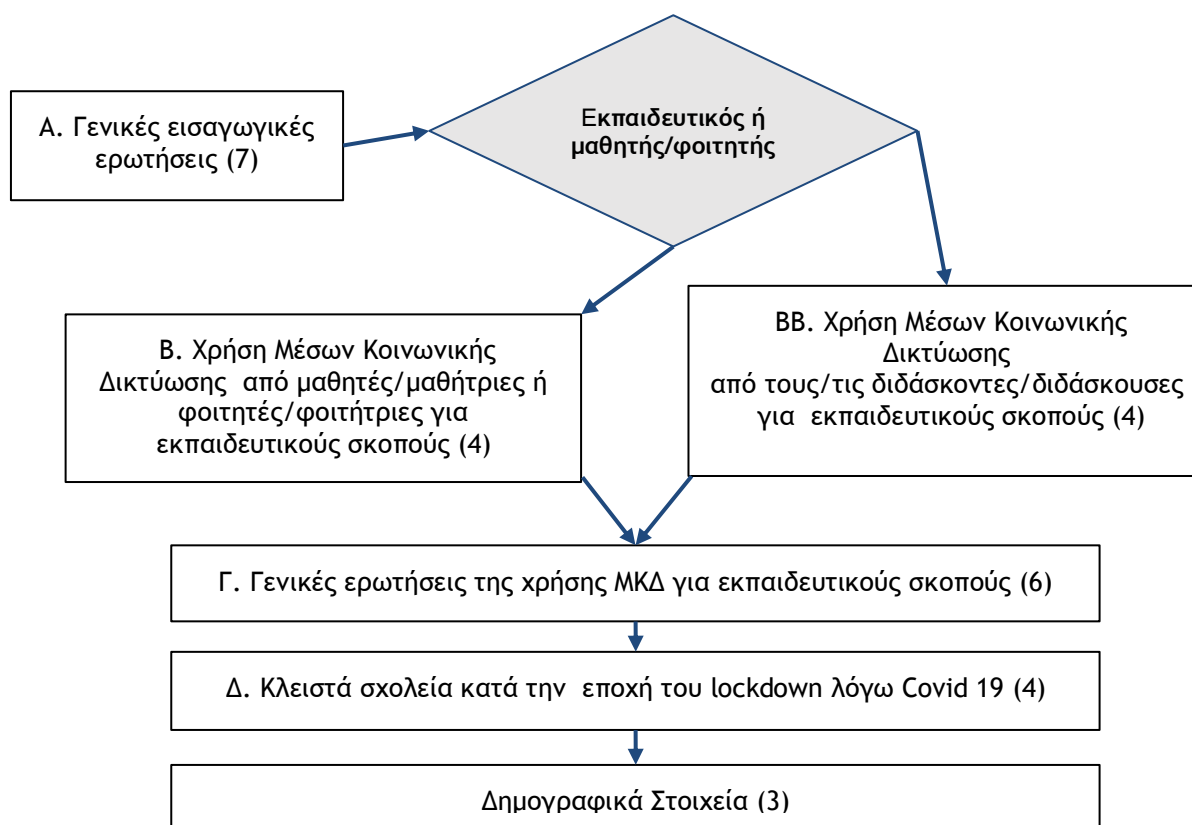 Α. Γενικές εισαγωγικές
ερωτήσεις (7)
Εκπαιδευτικός ή
μαθητής/φοιτητής
Β. Χρήση Μέσων Κοινωνικής
Δικτύωσης από μαθητές/μαθήτριες ή
φοιτητές/φοιτήτριες για
εκπαιδευτικούς σκοπούς (4)
ΒΒ. Χρήση Μέσων Κοινωνικής
Δικτύωσης
από τους/τις διδάσκοντες/διδάσκουσες
για εκπαιδευτικούς σκοπούς (4)
Γ. Γενικές ερωτήσεις της χρήσης ΜΚΔ για εκπαιδευτικούς σκοπούς (6)
Δ. Κλειστά σχολεία κατά την εποχή του lockdown λόγω Covid 19 (4)
Δημογραφικά Στοιχεία (3)